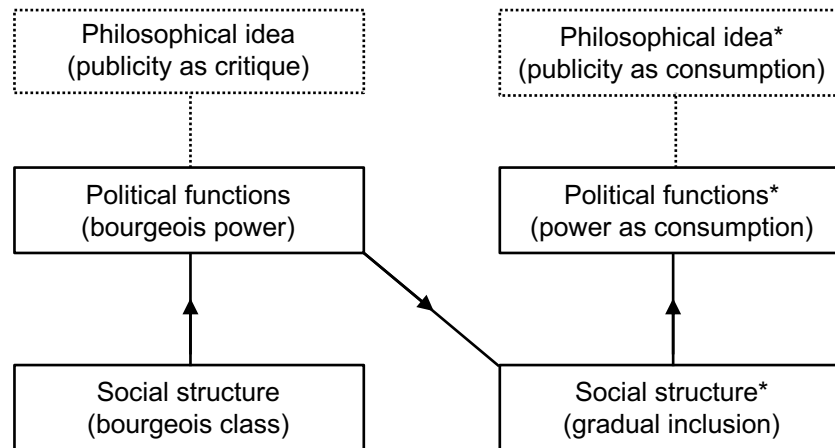 Philosophical idea
(publicity as critique)
Philosophical idea*
(publicity as consumption)
Political functions
(bourgeois power)
Political functions*
(power as consumption)
Social structure
(bourgeois class)
Social structure*
(gradual inclusion)